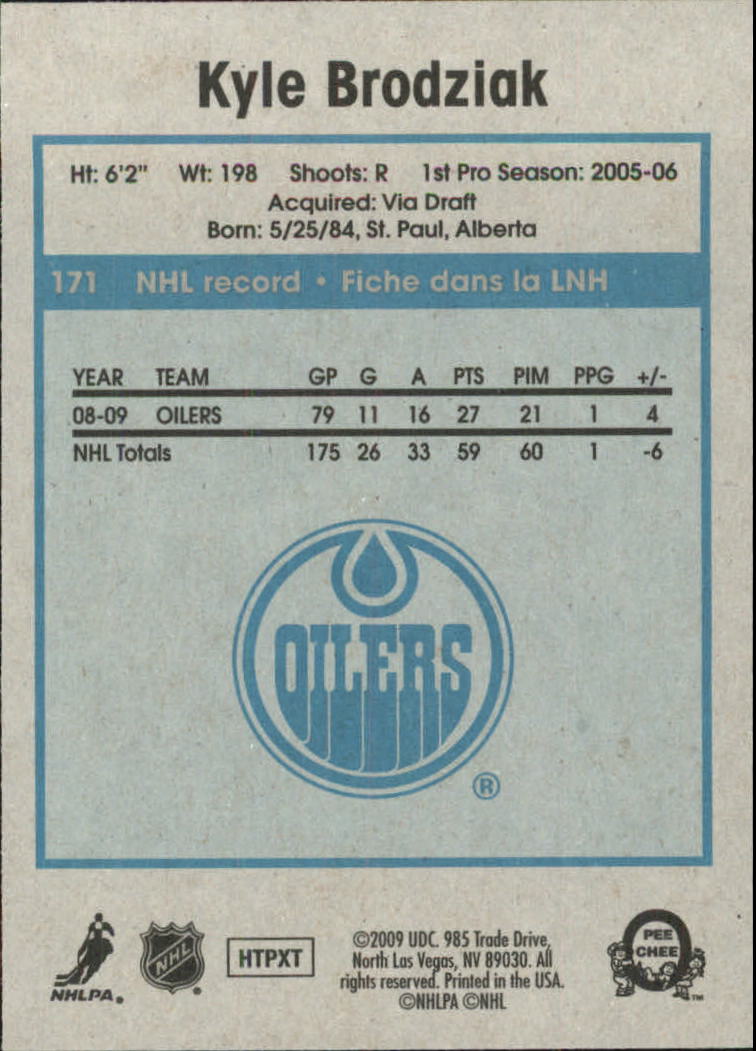 Kyle Brodziak
Ht: 6'2" Wt: 198 Shoots: R 1st Pro Season: 2005-06
Acquired: Via Draft
Born: 5/25/84, St. Paul, Alberta
171 NHL record • Fiche dans la LNH
YEAR TEAM GP G A PTS PIM PPG +/-
08-09 OILERS 79 11 16 27 21 1 4
NHL Totals 175 26 33 59 60 1 -6
OILERS
®
NHLPA®
NHL®
HTPXT
©2009 UDC. 985 Trade Drive,
North Las Vegas, NV 89030. All
rights reserved. Printed in the USA.
©NHLPA ©NHL
O PEE
CHEE
™